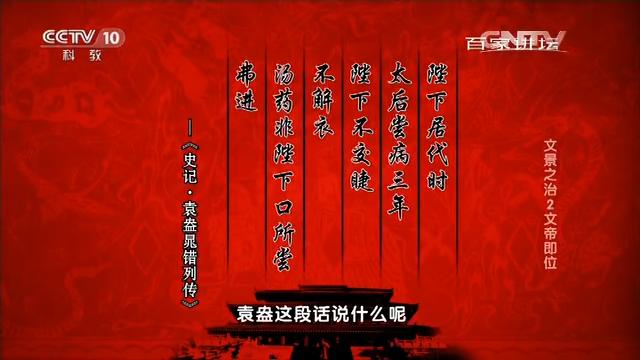 CCTV 10
科教
CNTV
百家讲坛
陛下居代时
太后尝病三年
陛下不交睫
不解衣
汤药非陛下口所尝
弗进
—《史记·袁盎晁错列传》
文景之治2文帝即位
袁盎这段话说什么呢